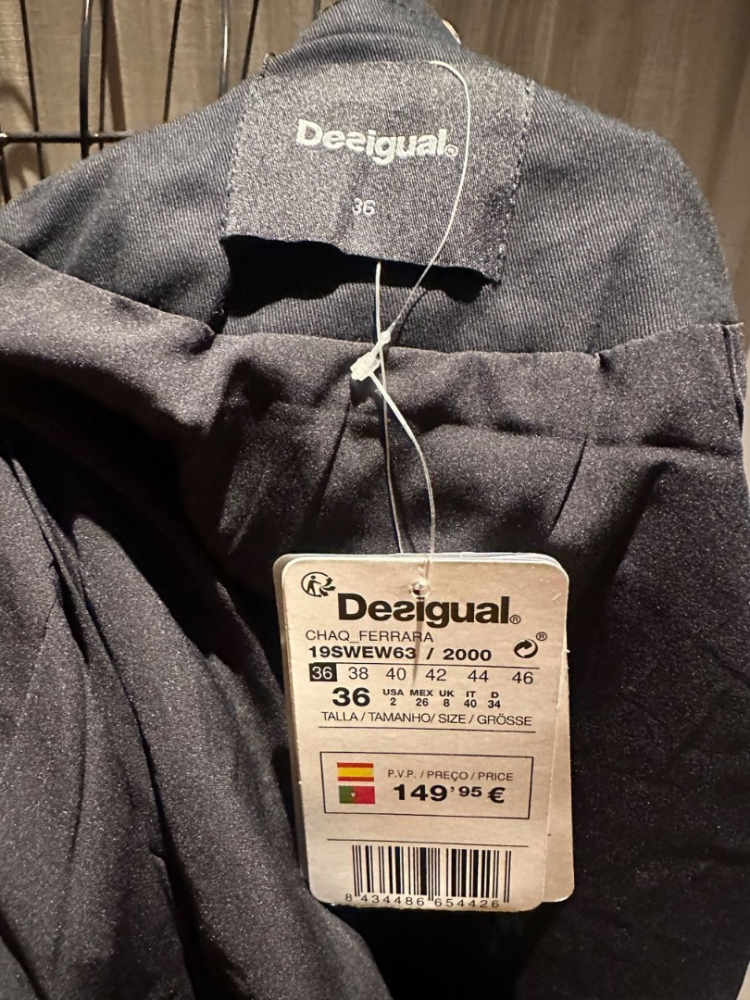 Desigual®
36
Desigual®
CHAQ_FERRARA
19SWEW63 / 2000
36 38 40 42 44 46
36 USA 2 MEX 26 UK 8 IT 40 D 34
TALLA / TAMANHO/ SIZE / GRÖSSE
P.V.P. / PREÇO / PRICE
149'95 €
8 434486 654426